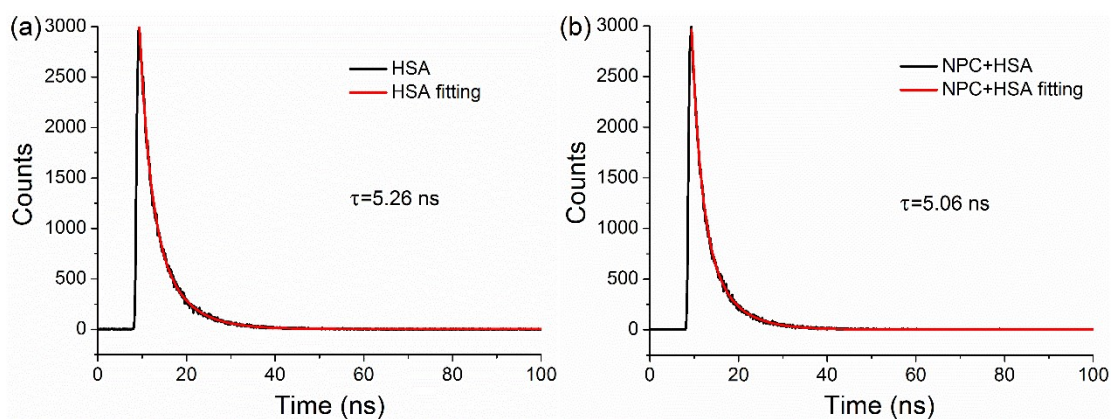 (a)
3000
2500
2000
1500
1000
500
0
Counts
HSA
HSA fitting
τ=5.26 ns
0 20 40 60 80 100
Time (ns)
(b)
3000
2500
2000
1500
1000
500
0
Counts
NPC+HSA
NPC+HSA fitting
τ=5.06 ns
0 20 40 60 80 100
Time (ns)